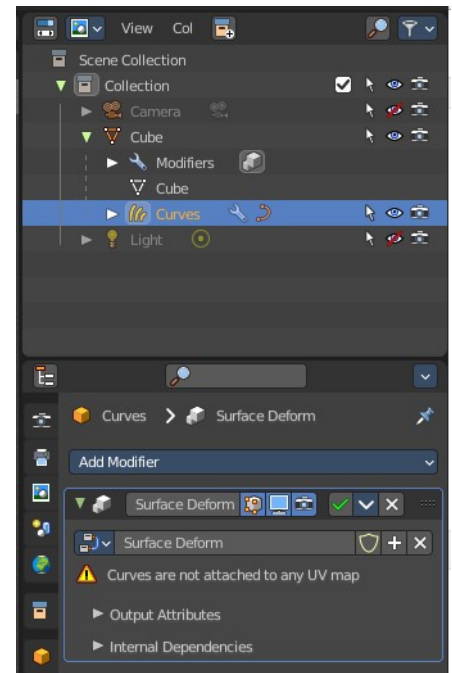 View Col
Scene Collection
Collection
Camera
Cube
Modifiers
Cube
Curves
Light
Curves Surface Deform
Add Modifier
Surface Deform
Surface Deform
Curves are not attached to any UV map
Output Attributes
Internal Dependencies